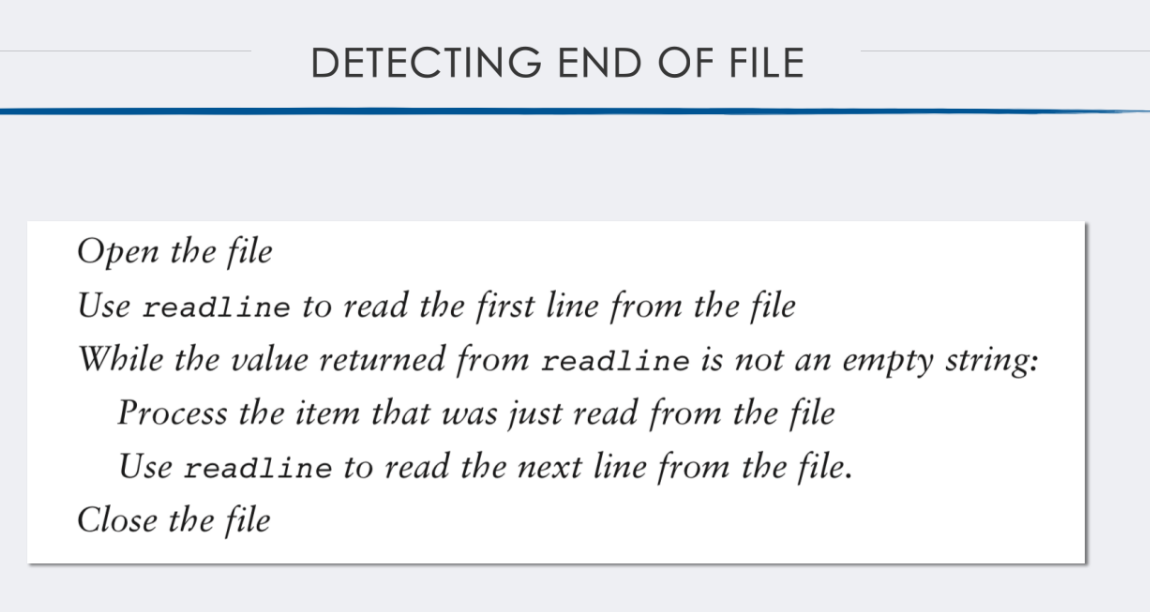 DETECTING END OF FILE
Open the file
Use readline to read the first line from the file
While the value returned from readline is not an empty string:
Process the item that was just read from the file
Use readline to read the next line from the file.
Close the file